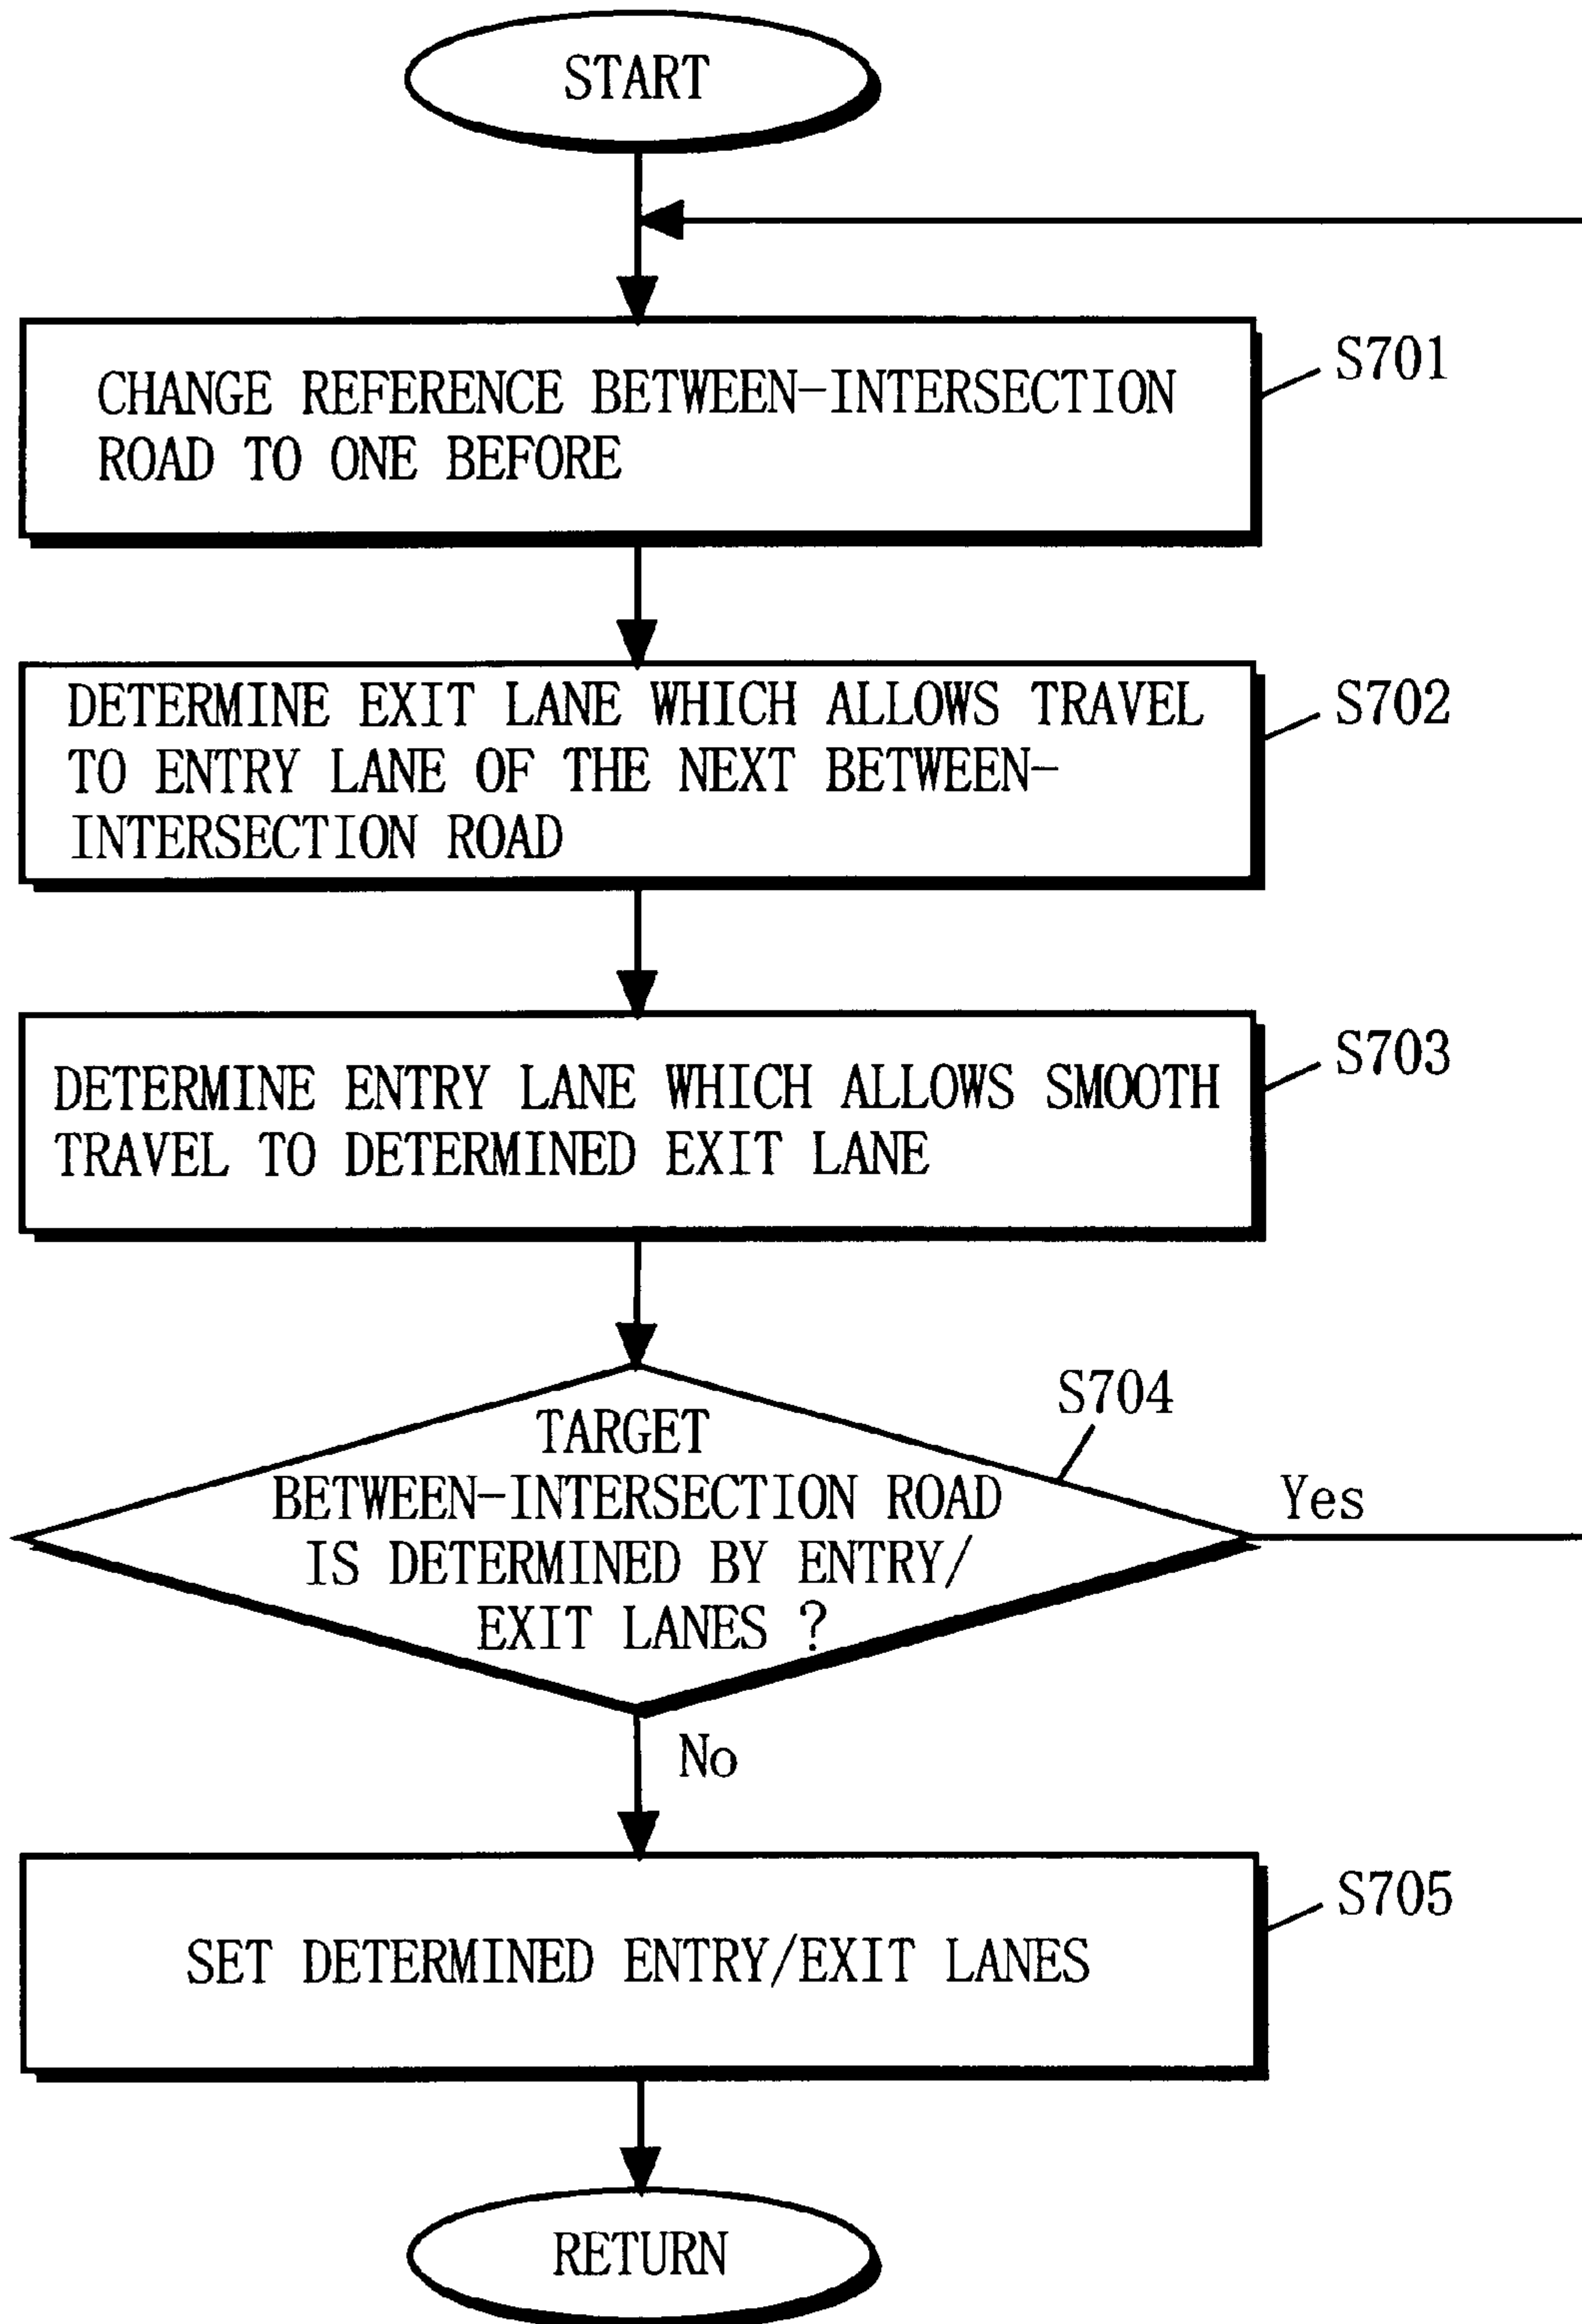 START
CHANGE REFERENCE BETWEEN-INTERSECTION
ROAD TO ONE BEFORE
S701
DETERMINE EXIT LANE WHICH ALLOWS TRAVEL
TO ENTRY LANE OF THE NEXT BETWEEN-
INTERSECTION ROAD
S702
DETERMINE ENTRY LANE WHICH ALLOWS SMOOTH
TRAVEL TO DETERMINED EXIT LANE
S703
TARGET
BETWEEN-INTERSECTION ROAD
IS DETERMINED BY ENTRY/
EXIT LANES ?
S704
Yes
No
SET DETERMINED ENTRY/EXIT LANES
S705
RETURN